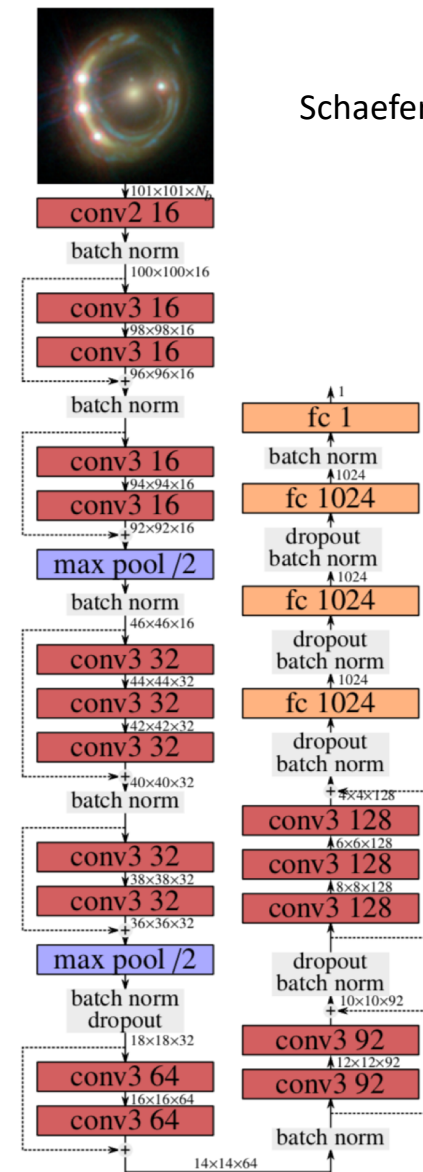 Schaefer
101×101×N_b
conv2 16
batch norm
100×100×16
conv3 16
98×98×16
conv3 16
96×96×16
+
batch norm
conv3 16
94×94×16
conv3 16
92×92×16
+
max pool /2
batch norm
46×46×16
conv3 32
44×44×32
conv3 32
42×42×32
conv3 32
+
40×40×32
batch norm
conv3 32
38×38×32
conv3 32
36×36×32
+
max pool /2
batch norm
dropout
18×18×32
conv3 64
16×16×64
conv3 64
+
14×14×64
1
fc 1
batch norm
1024
fc 1024
dropout
batch norm
1024
fc 1024
dropout
batch norm
1024
fc 1024
dropout
batch norm
+
4×4×128
conv3 128
6×6×128
conv3 128
8×8×128
conv3 128
dropout
batch norm
10×10×92
+
conv3 92
12×12×92
conv3 92
batch norm